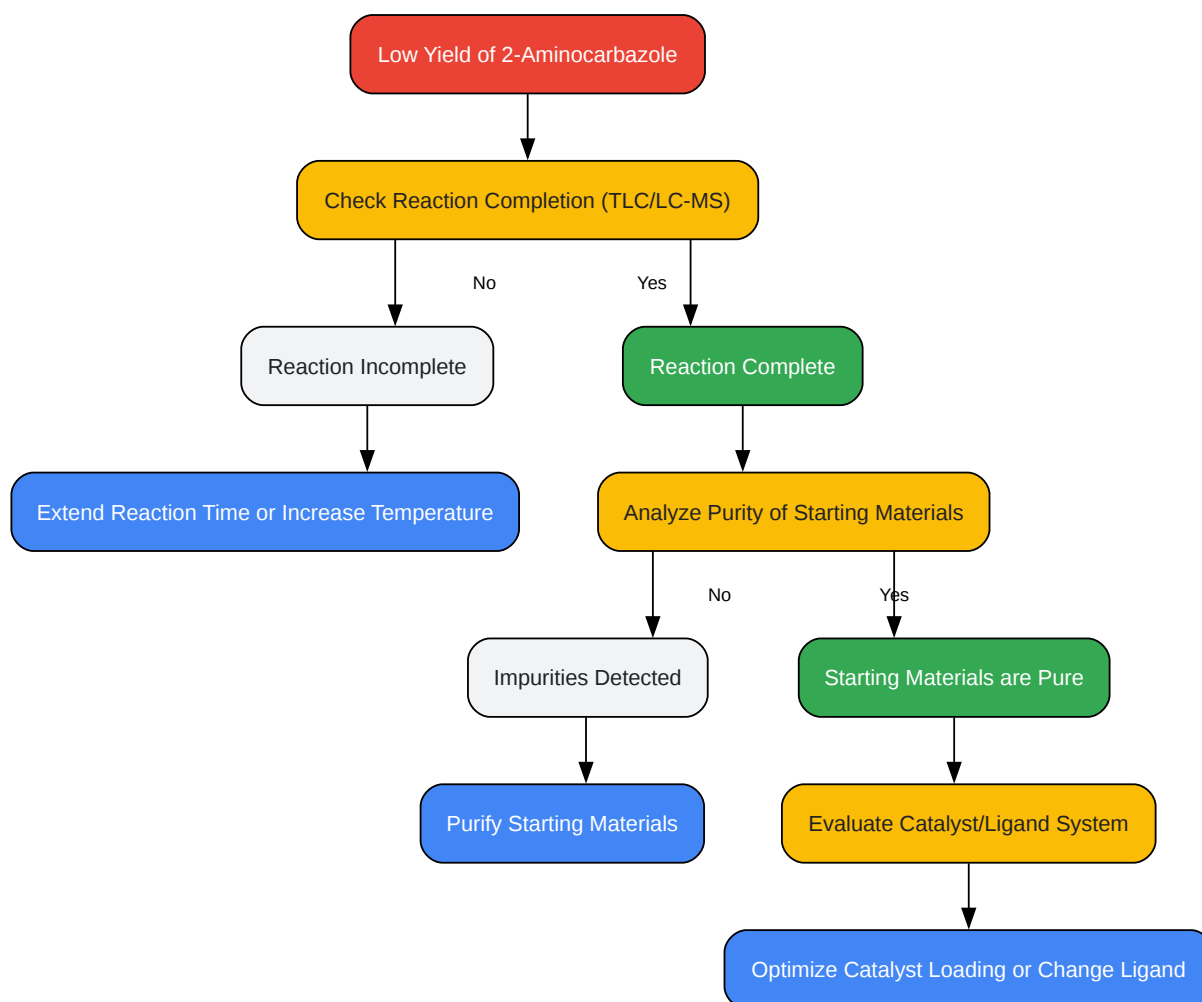 Low Yield of 2-Aminocarbazole
Check Reaction Completion (TLC/LC-MS)
No
Yes
Reaction Incomplete
Reaction Complete
Extend Reaction Time or Increase Temperature
Analyze Purity of Starting Materials
No
Yes
Impurities Detected
Starting Materials are Pure
Purify Starting Materials
Evaluate Catalyst/Ligand System
Optimize Catalyst Loading or Change Ligand